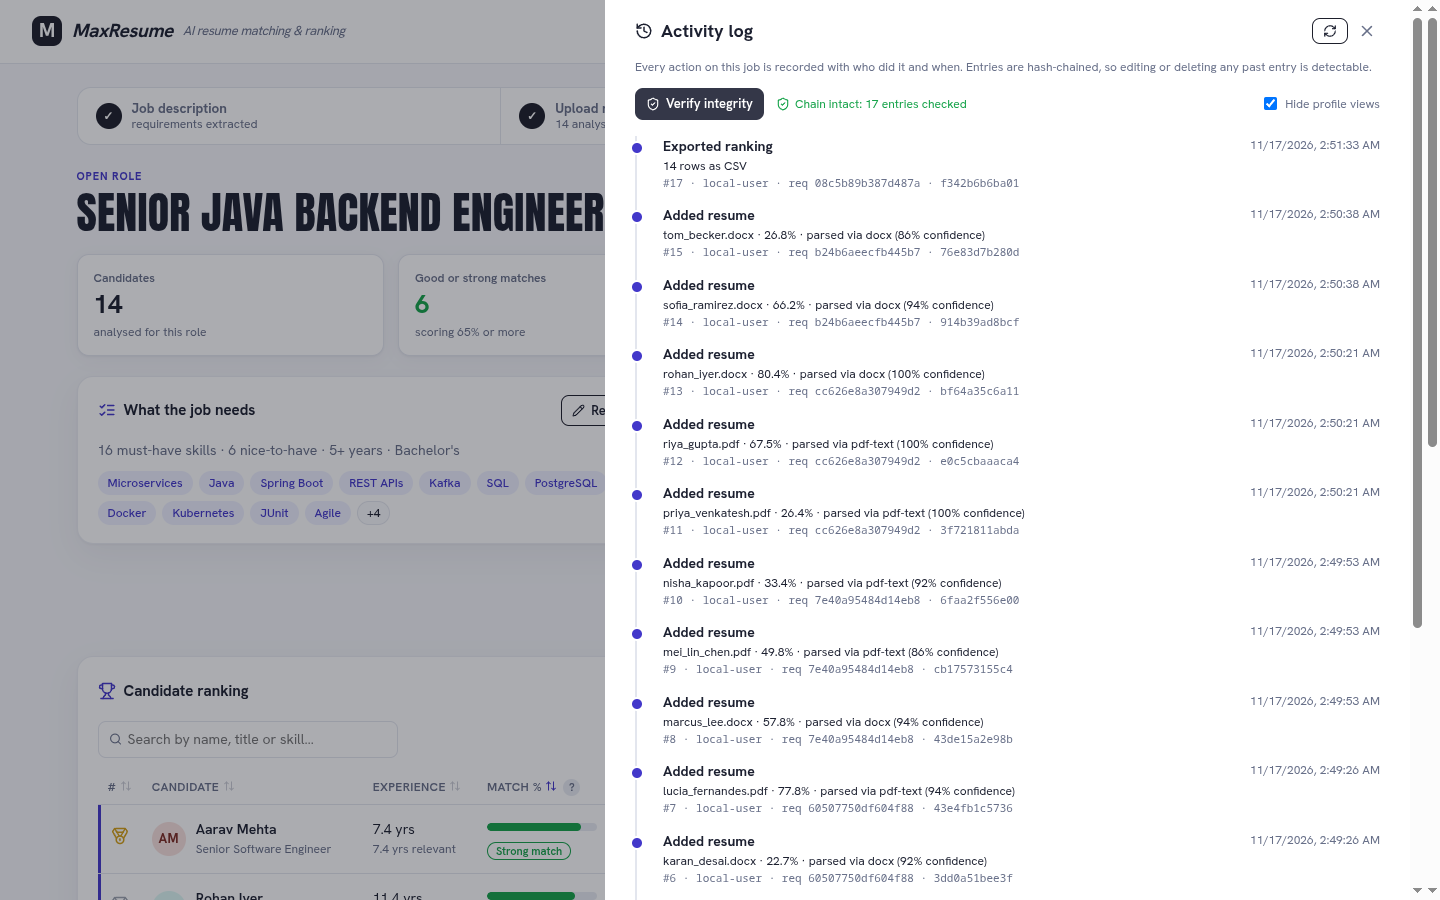 M MaxResume AI resume matching & ranking
Job description
requirements extracted
Upload r
14 analys
OPEN ROLE
SENIOR JAVA BACKEND ENGINEER
Candidates
14
analysed for this role
Good or strong matches
6
scoring 65% or more
What the job needs
Re
16 must-have skills · 6 nice-to-have · 5+ years · Bachelor's
Microservices Java Spring Boot REST APIs Kafka SQL PostgreSQL
Docker Kubernetes JUnit Agile +4
Candidate ranking
Search by name, title or skill...
# CANDIDATE EXPERIENCE MATCH % ?
AM Aarav Mehta 7.4 yrs
Senior Software Engineer 7.4 yrs relevant Strong match
Rohan Iyer 11.4 yrs
Activity log
Every action on this job is recorded with who did it and when. Entries are hash-chained, so editing or deleting any past entry is detectable.
Verify integrity Chain intact: 17 entries checked Hide profile views
Exported ranking 11/17/2026, 2:51:33 AM
14 rows as CSV
#17 · local-user · req 08c5b89b387d487a · f342b6b6ba01
Added resume 11/17/2026, 2:50:38 AM
tom_becker.docx · 26.8% · parsed via docx (86% confidence)
#15 · local-user · req b24b6aeecfb445b7 · 76e83d7b280d
Added resume 11/17/2026, 2:50:38 AM
sofia_ramirez.docx · 66.2% · parsed via docx (94% confidence)
#14 · local-user · req b24b6aeecfb445b7 · 914b39ad8bcf
Added resume 11/17/2026, 2:50:21 AM
rohan_iyer.docx · 80.4% · parsed via docx (100% confidence)
#13 · local-user · req cc626e8a307949d2 · bf64a35c6a11
Added resume 11/17/2026, 2:50:21 AM
riya_gupta.pdf · 67.5% · parsed via pdf-text (100% confidence)
#12 · local-user · req cc626e8a307949d2 · e0c5cbaaaca4
Added resume 11/17/2026, 2:50:21 AM
priya_venkatesh.pdf · 26.4% · parsed via pdf-text (100% confidence)
#11 · local-user · req cc626e8a307949d2 · 3f721811abda
Added resume 11/17/2026, 2:49:53 AM
nisha_kapoor.pdf · 33.4% · parsed via pdf-text (92% confidence)
#10 · local-user · req 7e40a95484d14eb8 · 6faa2f556e00
Added resume 11/17/2026, 2:49:53 AM
mei_lin_chen.pdf · 49.8% · parsed via pdf-text (86% confidence)
#9 · local-user · req 7e40a95484d14eb8 · cb17573155c4
Added resume 11/17/2026, 2:49:53 AM
marcus_lee.docx · 57.8% · parsed via docx (94% confidence)
#8 · local-user · req 7e40a95484d14eb8 · 43de15a2e98b
Added resume 11/17/2026, 2:49:26 AM
lucia_fernandes.pdf · 77.8% · parsed via pdf-text (94% confidence)
#7 · local-user · req 60507750df604f88 · 43e4fb1c5736
Added resume 11/17/2026, 2:49:26 AM
karan_desai.docx · 22.7% · parsed via docx (92% confidence)
#6 · local-user · req 60507750df604f88 · 3dd0a51bee3f